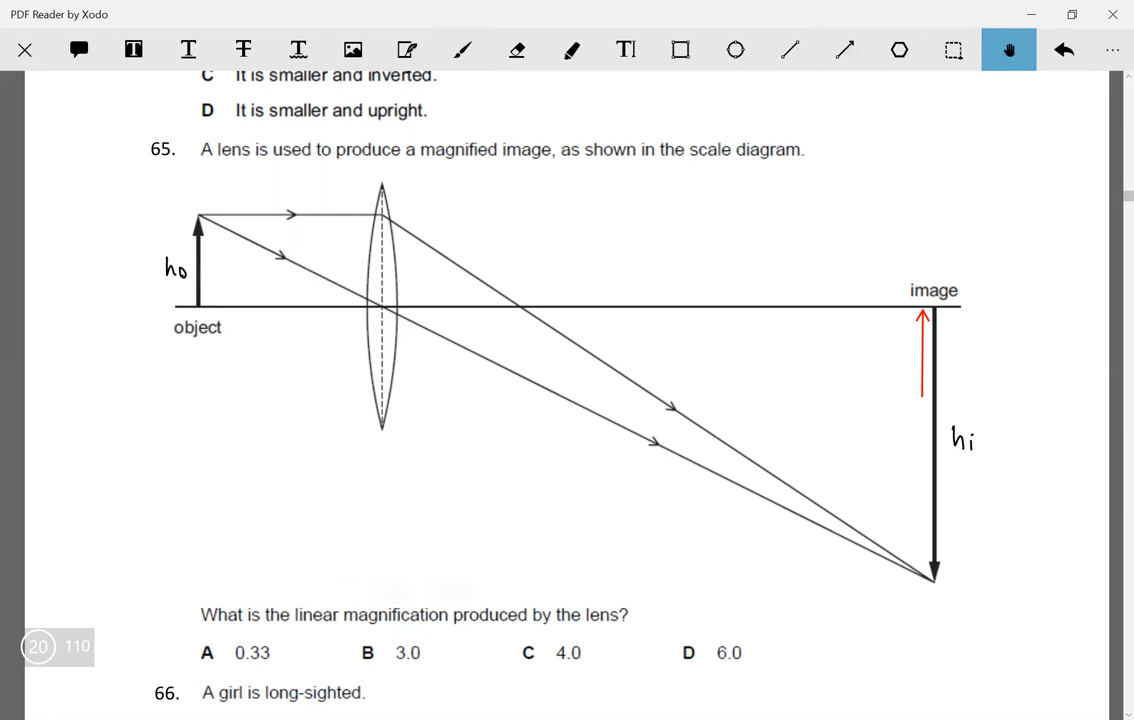 PDF Reader by Xodo
T T T T TI
C It is smaller and inverted.
D It is smaller and upright.
65. A lens is used to produce a magnified image, as shown in the scale diagram.
ho
image
object
hi
What is the linear magnification produced by the lens?
A 0.33 B 3.0 C 4.0 D 6.0
20 110
66. A girl is long-sighted.